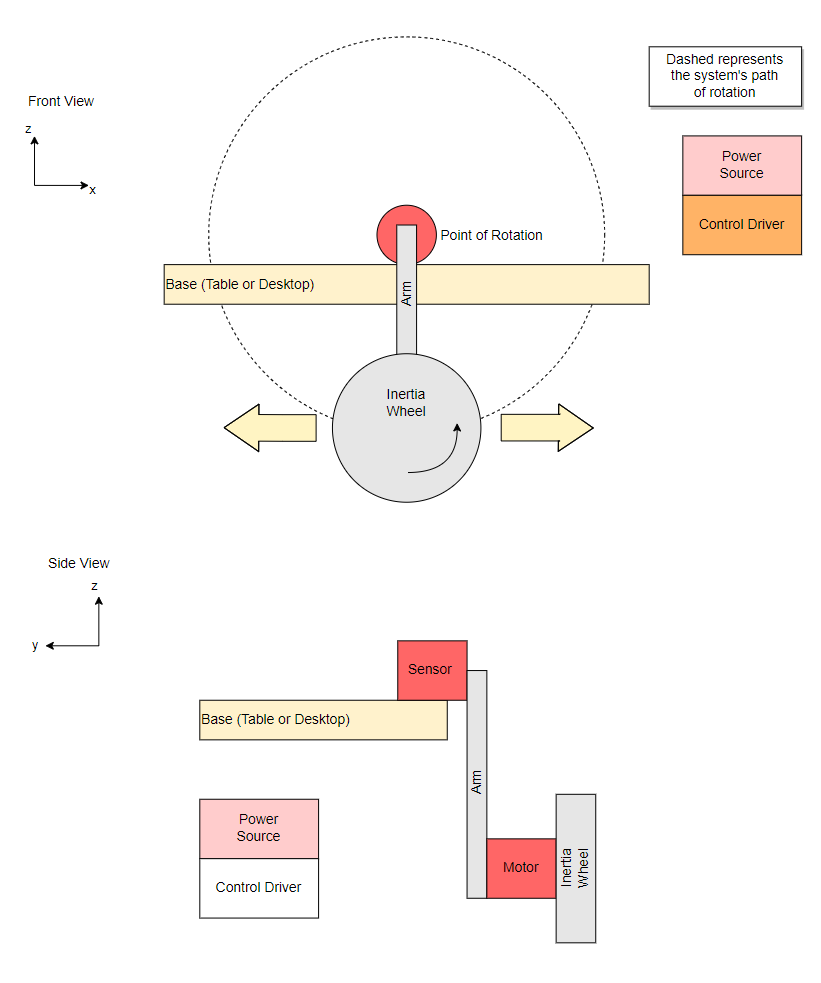 Dashed represents
the system's path
of rotation
Front View
z
x
Power
Source
Control Driver
Point of Rotation
Base (Table or Desktop)
Arm
Inertia
Wheel
Side View
z
y
Sensor
Base (Table or Desktop)
Arm
Power
Source
Control Driver
Motor
Inertia
Wheel